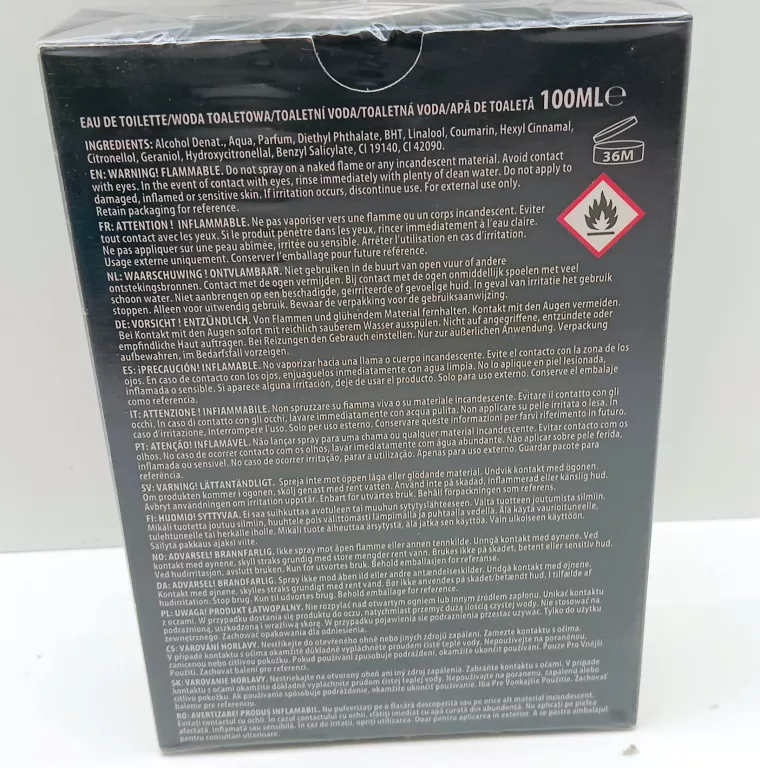 EAU DE TOILETTE/WODA TOALETOWA/TOALETNÍ VODA/TOALETNÁ VODA/APĂ DE TOALETĂ 100ML℮
INGREDIENTS: Alcohol Denat., Aqua, Parfum, Diethyl Phthalate, BHT, Linalool, Coumarin, Hexyl Cinnamal,
Citronellol, Geraniol, Hydroxycitronellal, Benzyl Salicylate, CI 19140, CI 42090.
36M
EN: WARNING! FLAMMABLE. Do not spray on a naked flame or any incandescent material. Avoid contact
with eyes. In the event of contact with eyes, rinse immediately with plenty of clean water. Do not apply to
damaged, inflamed or sensitive skin. If irritation occurs, discontinue use. For external use only.
Retain packaging for reference.
FR: ATTENTION ! INFLAMMABLE. Ne pas vaporiser vers une flamme ou un corps incandescent. Eviter
tout contact avec les yeux. Si le produit pénètre dans les yeux, rincer immédiatement à l'eau claire.
Ne pas appliquer sur une peau abimée, irritée ou sensible. Arrêter l'utilisation en cas d'irritation.
Usage externe uniquement. Conserver l'emballage pour future référence.
NL: WAARSCHUWING ! ONTVLAMBAAR. Niet gebruiken in de buurt van open vuur of andere
ontstekingsbronnen. Contact met de ogen vermijden. Bij contact met de ogen onmiddellijk spoelen met veel
schoon water. Niet aanbrengen op een beschadigde, geïrriteerde of gevoelige huid. In geval van irritatie het gebruik
stoppen. Alleen voor uitwendig gebruik. Bewaar de verpakking voor de gebruiksaanwijzing.
DE: VORSICHT ! ENTZÜNDLICH. Von Flammen und glühendem Material fernhalten. Kontakt mit den Augen vermeiden.
Bei Kontakt mit den Augen sofort mit reichlich sauberem Wasser ausspülen. Nicht auf angegriffene, entzündete oder
empfindliche Haut auftragen. Bei Reizungen den Gebrauch einstellen. Nur zur äußerlichen Anwendung. Verpackung
aufbewahren, im Bedarfsfall vorzeigen.
ES: ¡PRECAUCIÓN! INFLAMABLE. No vaporizar hacia una llama o cuerpo incandescente. Evite el contacto con la zona de los
ojos. En caso de contacto con los ojos, enjuáguelos inmediatamente con agua limpia. No lo aplique en piel lesionada,
inflamada o sensible. Si aparece alguna irritación, deje de usar el producto. Solo para uso externo. Conserve el embalaje
como referencia.
IT: ATTENZIONE ! INFIAMMABILE. Non spruzzare su fiamma viva o su materiale incandescente. Evitare il contatto con gli
occhi. In caso di contatto con gli occhi, lavare immediatamente con acqua pulita. Non applicare su pelle irritata o lesa. In
caso d'irritazione, interrompere l'uso. Solo per uso esterno. Conservare queste informazioni per farvi riferimento in futuro.
PT: ATENÇÃO! INFLAMÁVEL. Não lançar spray para uma chama ou qualquer material incandescente. Evitar contacto com os
olhos. No caso de ocorrer contacto com olhos, lavar imediatamente com água abundante. Não aplicar sobre pele ferida,
inflamada ou sensivel. No caso de ocorrer irritação, parar a utilização. Apenas para uso externo. Guardar pacote para
referência.
SV: VARNING! LÄTTANTÄNDLIGT. Spreja inte mot öppen låga eller glödande material. Undvik kontakt med ögonen.
Om produkten kommer i ögonen, skölj genast med rent vatten. Använd inte på skadad, inflammerad eller känslig hud.
Avbryt användningen om irritation uppstår. Enbart för utvärtes bruk. Behåll förpackningen som referens.
FI: HUOMIO! SYTTYVAA. Ei saa suihkuttaa avotuleen tai muuhun sytytyslähteeseen. Vältä tuotteen joutumista silmiin.
Mikäli tuotetta joutuu silmiin, huuhtele pois välittömästi lämpimällä ja puhtaalla vedellä. Älä käytä vaurioituneelle,
tulehtuneelle tai herkälle iholle. Mikäli tuote aiheuttaa ärsytystä, älä jatka sen käyttöä. Vain ulkoiseen käyttöön.
Säilytä pakkaus ajaksi viite.
NO: ADVARSEL! BRANNFARLIG. Ikke spray mot åpen flamme eller annen tennkilde. Unngå kontakt med øynene. Ved
kontakt med øynene, skyll straks grundig med store mengder rent vann. Brukes ikke på skadet, betent eller sensitiv hud.
Ved hudirritasjon, avslutt bruken. Kun for utvortes bruk. Behold emballasjen for referanse.
DA: ADVARSEL! BRANDFARLIG. Spray ikke mod åben ild eller andre antændelseskilder. Undgå kontakt med øjnene.
Kontakt med øjnene, skylles straks grundigt med rent vand. Bør ikke anvendes på skadet/betændt hud. I tilfælde af
hudirritation. Stop brug. Kun til udvortes brug. Behold emballage for reference.
PL: UWAGA! PRODUKT ŁATWOPALNY. Nie rozpylać nad otwartym ogniem lub innym źródłem zapłonu. Unikać kontaktu
z oczami. W przypadku dostania się produktu do oczu, natychmiast przemyć dużą ilością czystej wody. Nie stosować na
podrażnioną, uszkodzoną i wrażliwą skórę. W przypadku pojawienia się podrażnienia przestać używać. Tylko do użytku
zewnętrznego. Zachować opakowania dla odniesienia.
CS: VAROVÁNÍ HOŘLAVÝ. Nestříkejte do otevřeného ohně nebo jiných zdrojů zapálení. Zamezte kontaktu s očima.
V případě kontaktu s očima okamžitě důkladně vypláchněte proudem čisté teplé vody. Nepoužívejte na poraněnou,
zanícenou nebo citlivou pokožku. Pokud používání způsobuje podráždění, okamžitě ukončit používání. Pouze Pro Vnější
Použití. Zachovat balení pro referenci.
SK: VAROVANIE HORLAVY. Nestriekajte na otvorený oheň ani iný zdroj zapálenia. Zabráňte kontaktu s očami. V prípade
kontaktu s očami okamžite dôkladne vypláchnite prúdom čistej teplej vody. Nepoužívajte na poranenú, zapálenú alebo
citlivu pokožku. Ak používanie spôsobuje podráždenie, okamžite ukončit používanie. Iba Pre Vonkajšie Použitie. Zachovať
balenie pre referenciu.
RO: AVERTIZARE! PRODUS INFLAMABIL. Nu pulverizați pe o flacără descoperită sau pe orice alt material incandescent.
Evitați contactul cu ochii. În cazul contactului cu ochii, clătiți imediat cu apă curată din abundență. Nu aplicați pe pielea
afectată, inflamată sau sensibilă. În caz de iritații, opriți utilizarea. Doar pentru aplicarea in exterior. A se păstra ambalajul
pentru consultări ulterioare.